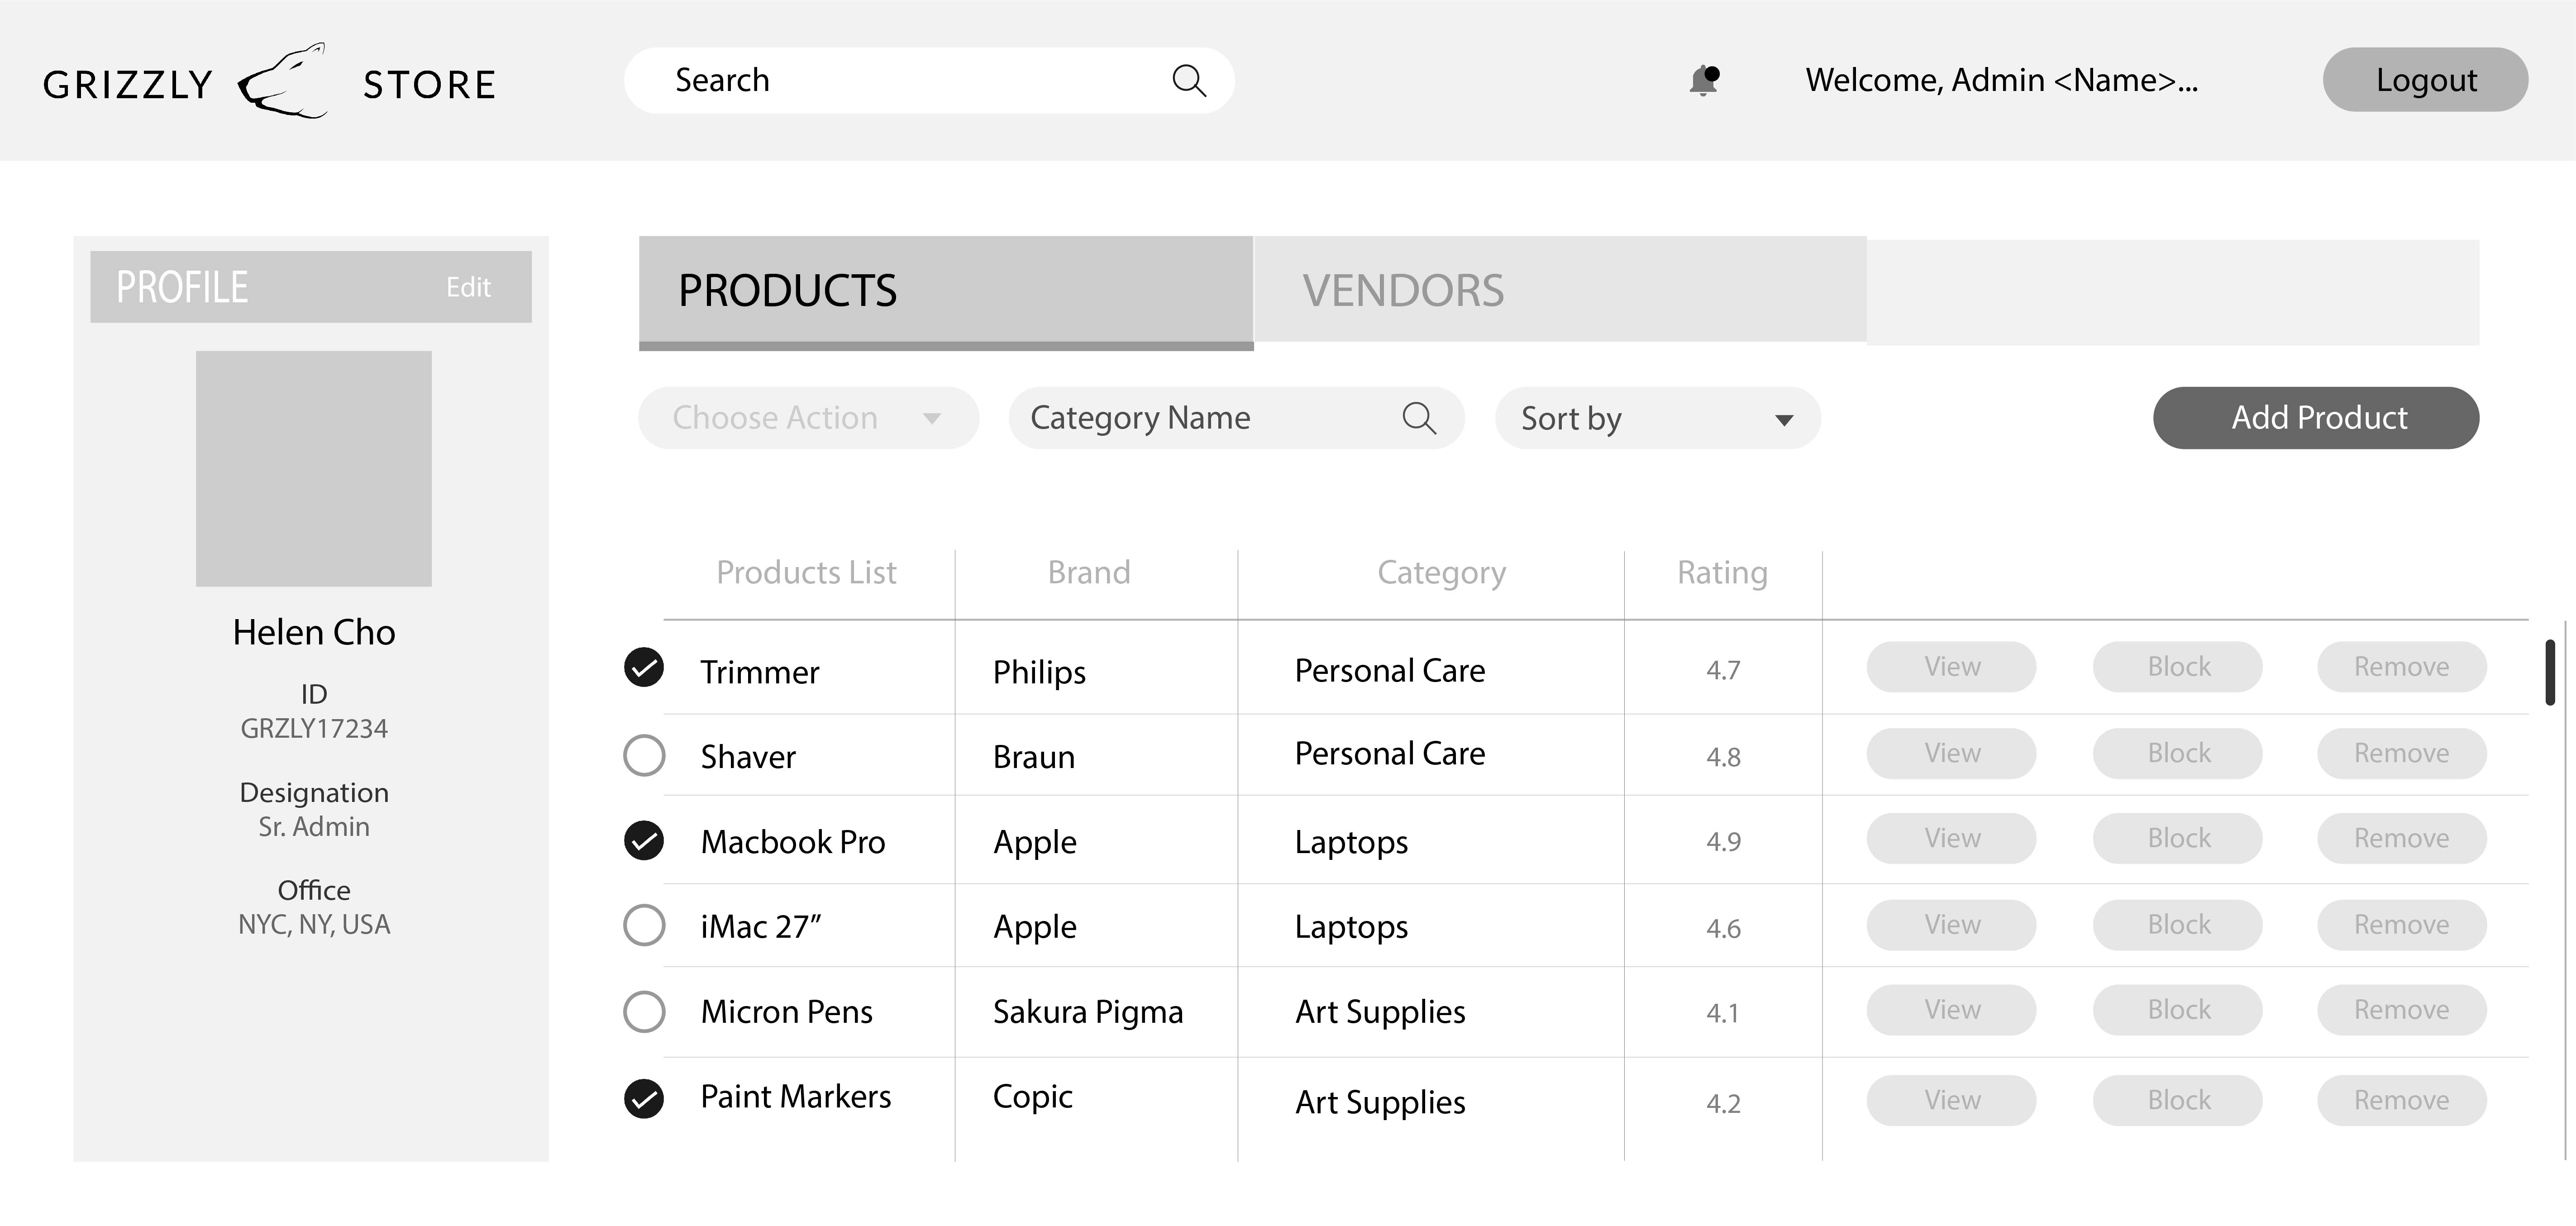 GRIZZLY STORE
Search
Welcome, Admin <Name>...
Logout
PROFILE
Edit
Helen Cho
ID
GRZLY17234
Designation
Sr. Admin
Office
NYC, NY, USA
PRODUCTS
VENDORS
Choose Action
Category Name
Sort by
Add Product
Products List Brand Category Rating
Trimmer Philips Personal Care 4.7 View Block Remove
Shaver Braun Personal Care 4.8 View Block Remove
Macbook Pro Apple Laptops 4.9 View Block Remove
iMac 27” Apple Laptops 4.6 View Block Remove
Micron Pens Sakura Pigma Art Supplies 4.1 View Block Remove
Paint Markers Copic Art Supplies 4.2 View Block Remove